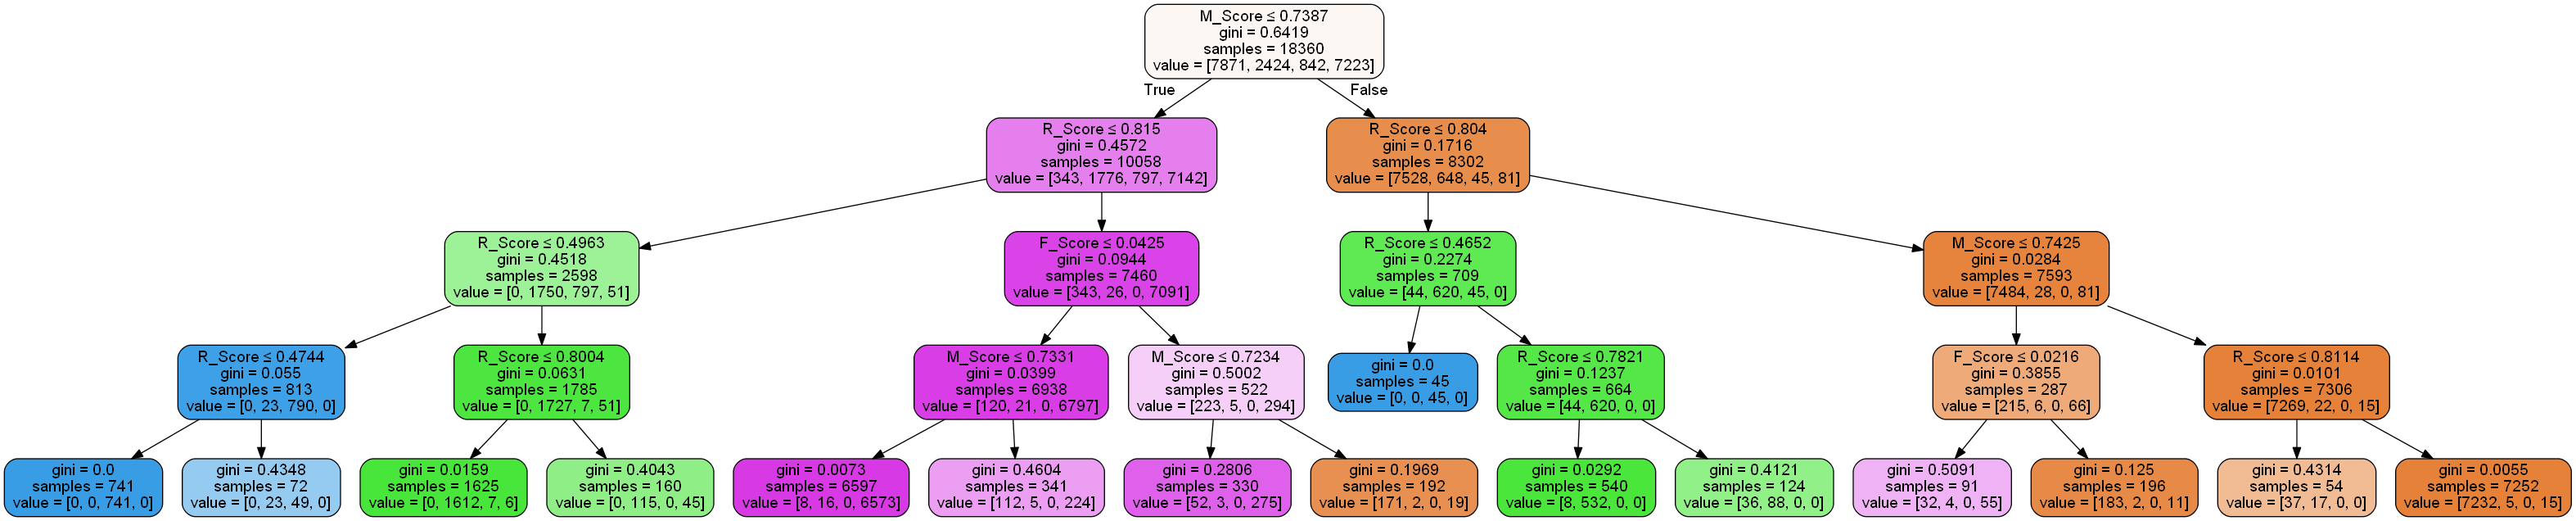 M_Score ≤ 0.7387
gini = 0.6419
samples = 18360
value = [7871, 2424, 842, 7223]
True
False
R_Score ≤ 0.815
gini = 0.4572
samples = 10058
value = [343, 1776, 797, 7142]
R_Score ≤ 0.804
gini = 0.1716
samples = 8302
value = [7528, 648, 45, 81]
R_Score ≤ 0.4963
gini = 0.4518
samples = 2598
value = [0, 1750, 797, 51]
F_Score ≤ 0.0425
gini = 0.0944
samples = 7460
value = [343, 26, 0, 7091]
R_Score ≤ 0.4652
gini = 0.2274
samples = 709
value = [44, 620, 45, 0]
M_Score ≤ 0.7425
gini = 0.0284
samples = 7593
value = [7484, 28, 0, 81]
R_Score ≤ 0.4744
gini = 0.055
samples = 813
value = [0, 23, 790, 0]
R_Score ≤ 0.8004
gini = 0.0631
samples = 1785
value = [0, 1727, 7, 51]
M_Score ≤ 0.7331
gini = 0.0399
samples = 6938
value = [120, 21, 0, 6797]
M_Score ≤ 0.7234
gini = 0.5002
samples = 522
value = [223, 5, 0, 294]
gini = 0.0
samples = 45
value = [0, 0, 45, 0]
R_Score ≤ 0.7821
gini = 0.1237
samples = 664
value = [44, 620, 0, 0]
F_Score ≤ 0.0216
gini = 0.3855
samples = 287
value = [215, 6, 0, 66]
R_Score ≤ 0.8114
gini = 0.0101
samples = 7306
value = [7269, 22, 0, 15]
gini = 0.0
samples = 741
value = [0, 0, 741, 0]
gini = 0.4348
samples = 72
value = [0, 23, 49, 0]
gini = 0.0159
samples = 1625
value = [0, 1612, 7, 6]
gini = 0.4043
samples = 160
value = [0, 115, 0, 45]
gini = 0.0073
samples = 6597
value = [8, 16, 0, 6573]
gini = 0.4604
samples = 341
value = [112, 5, 0, 224]
gini = 0.2806
samples = 330
value = [52, 3, 0, 275]
gini = 0.1969
samples = 192
value = [171, 2, 0, 19]
gini = 0.0292
samples = 540
value = [8, 532, 0, 0]
gini = 0.4121
samples = 124
value = [36, 88, 0, 0]
gini = 0.5091
samples = 91
value = [32, 4, 0, 55]
gini = 0.125
samples = 196
value = [183, 2, 0, 11]
gini = 0.4314
samples = 54
value = [37, 17, 0, 0]
gini = 0.0055
samples = 7252
value = [7232, 5, 0, 15]